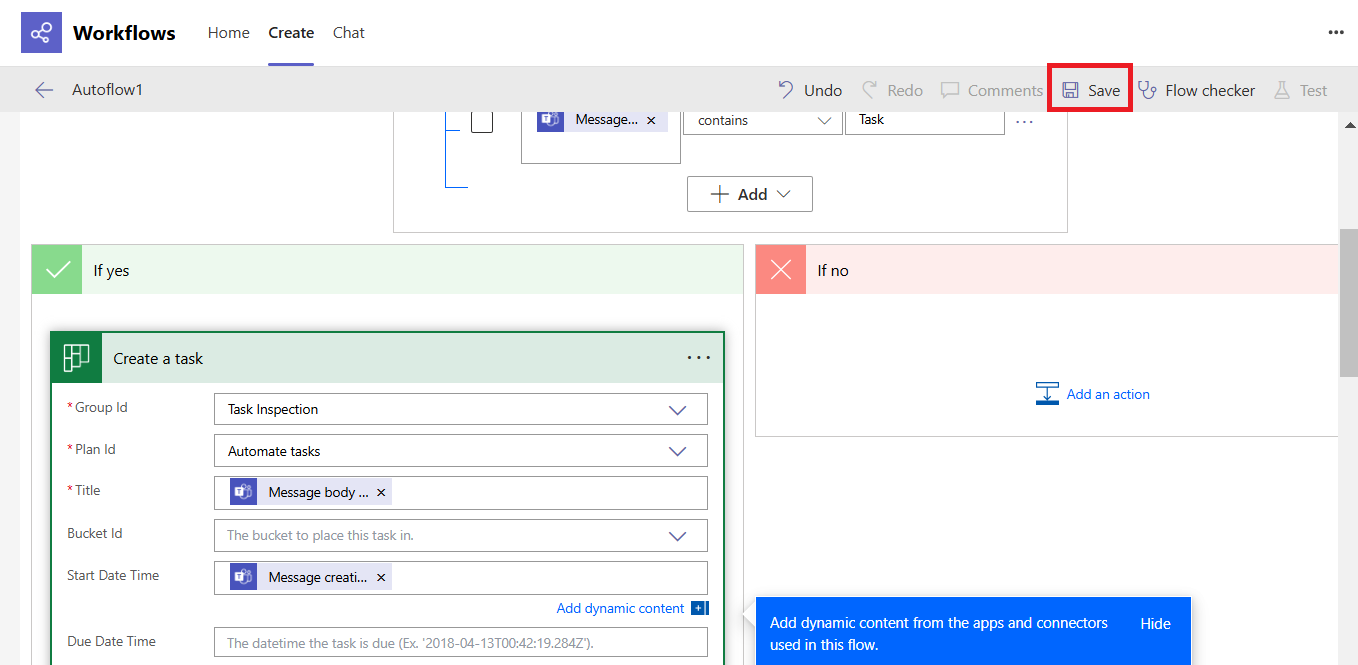 Workflows Home Create Chat •••
Autoflow1 Undo Redo Comments Save Flow checker Test
Message... × contains Task ...
+ Add
If yes
If no
Create a task ...
Add an action
* Group Id Task Inspection
* Plan Id Automate tasks
* Title Message body ... ×
Bucket Id The bucket to place this task in.
Start Date Time Message creati... ×
Add dynamic content +
Due Date Time The datetime the task is due (Ex. '2018-04-13T00:42:19.284Z').
Add dynamic content from the apps and connectors Hide
used in this flow.